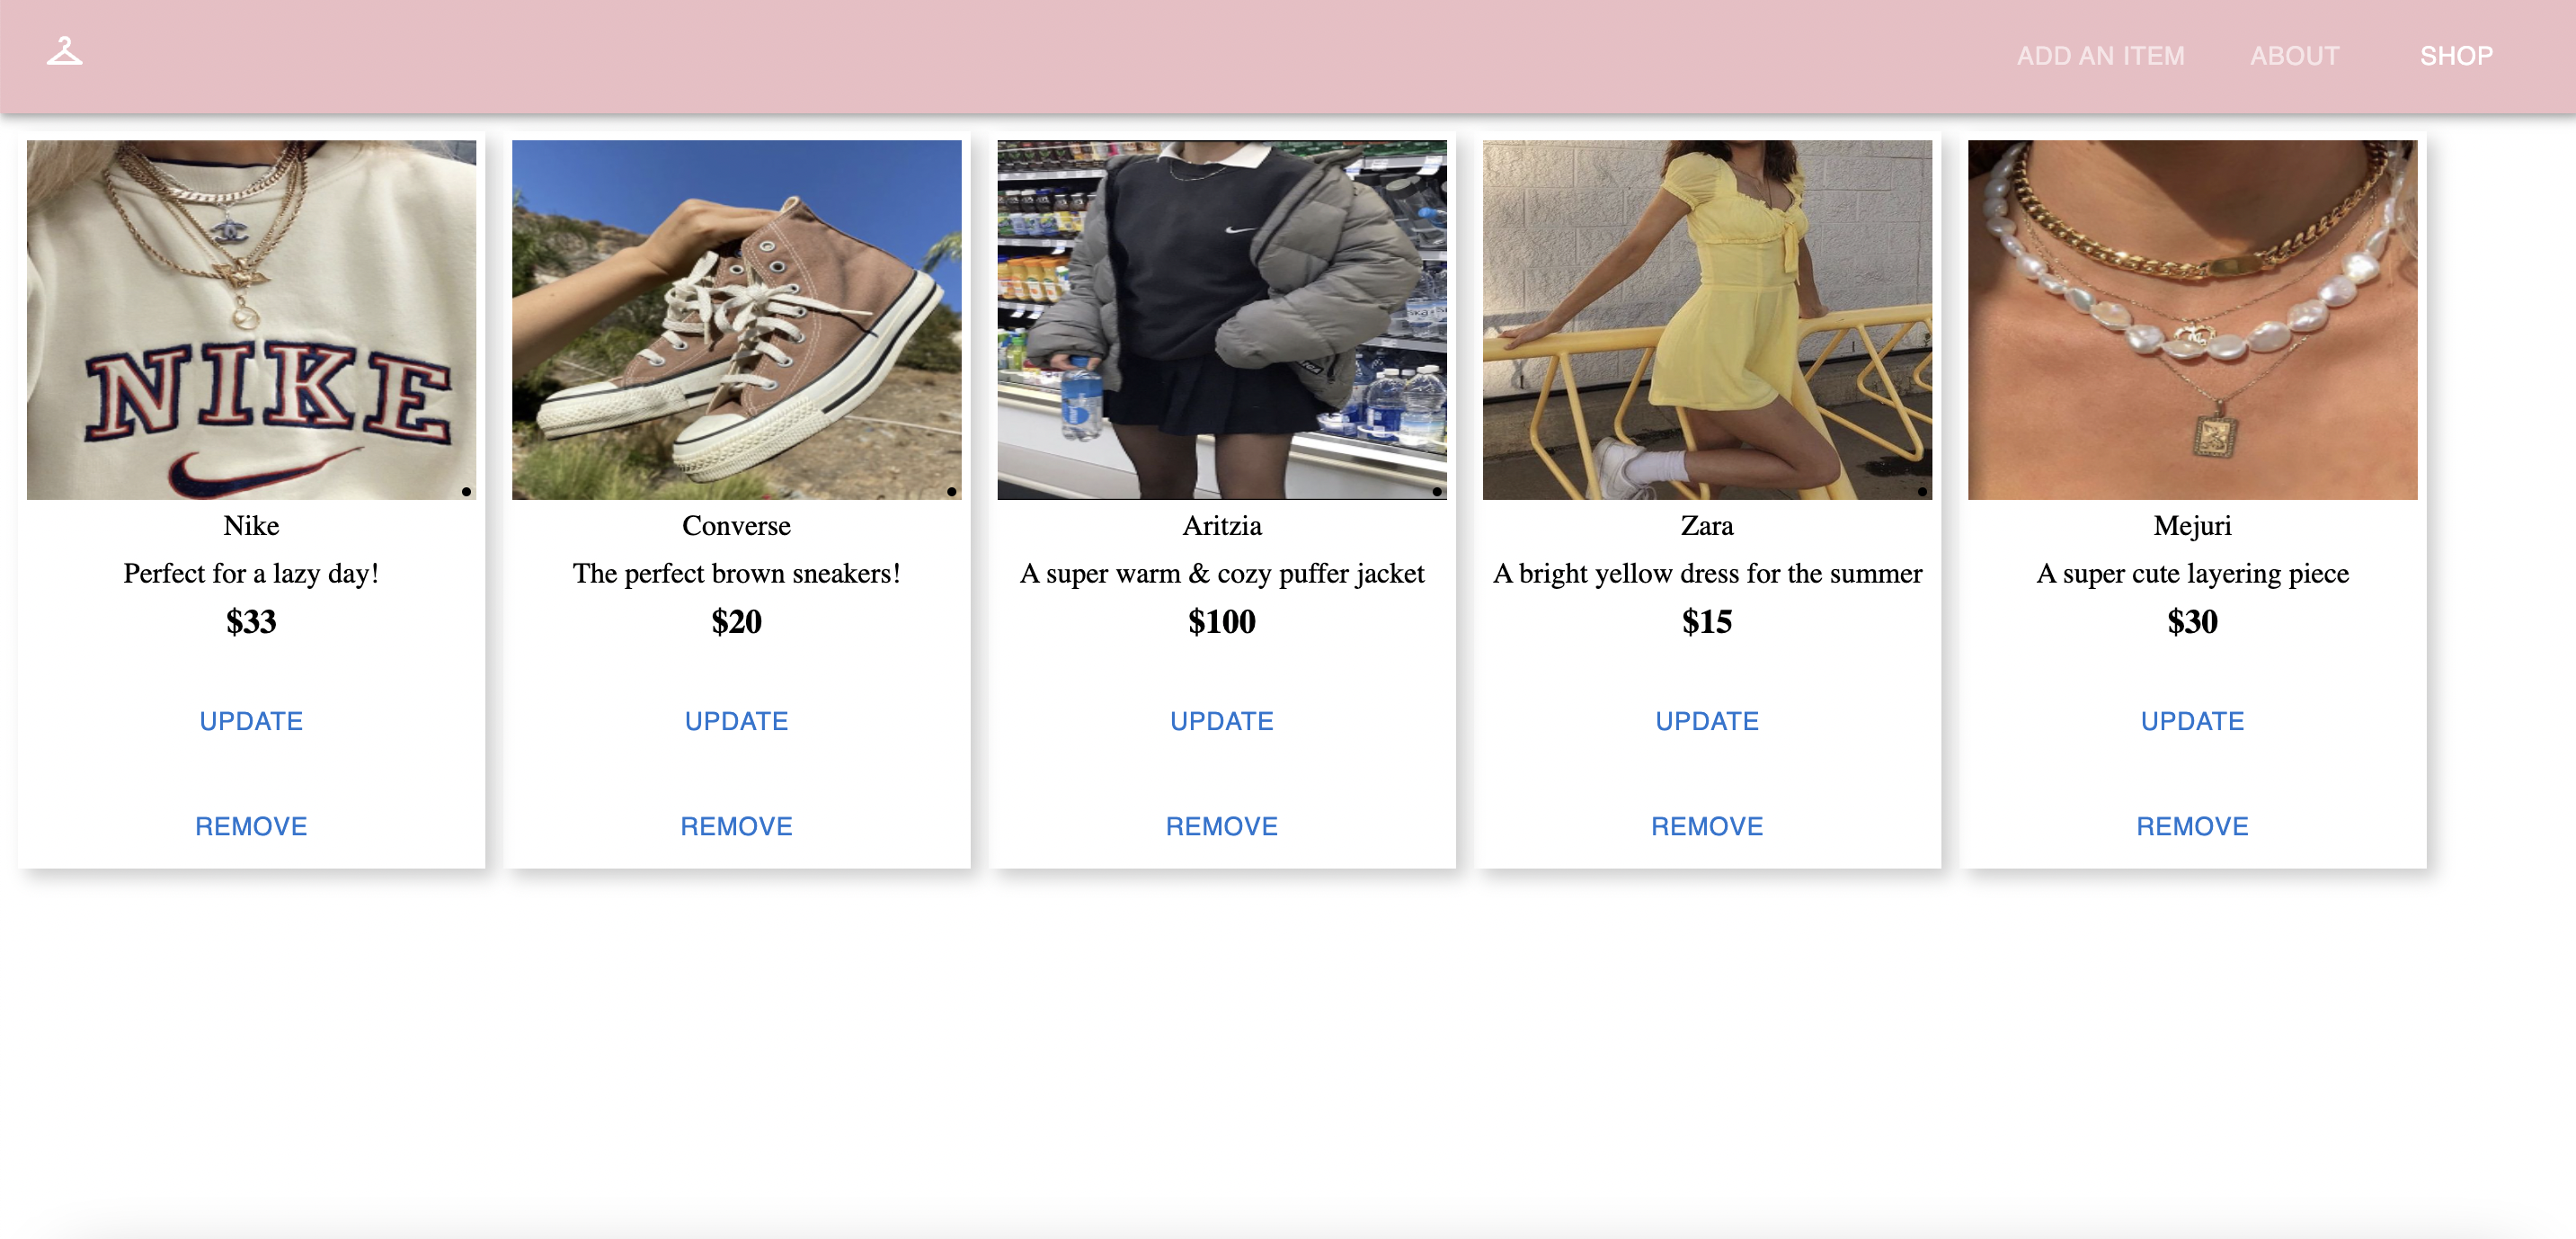 ADD AN ITEM ABOUT SHOP
NIKE
Nike
Perfect for a lazy day!
$33
UPDATE
REMOVE
Converse
The perfect brown sneakers!
$20
UPDATE
REMOVE
Aritzia
A super warm & cozy puffer jacket
$100
UPDATE
REMOVE
Zara
A bright yellow dress for the summer
$15
UPDATE
REMOVE
Mejuri
A super cute layering piece
$30
UPDATE
REMOVE